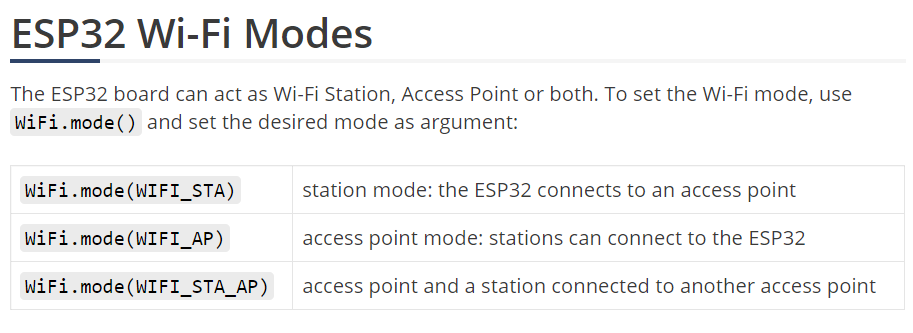 ESP32 Wi-Fi Modes
The ESP32 board can act as Wi-Fi Station, Access Point or both. To set the Wi-Fi mode, use
WiFi.mode() and set the desired mode as argument:
WiFi.mode(WIFI_STA) station mode: the ESP32 connects to an access point
WiFi.mode(WIFI_AP) access point mode: stations can connect to the ESP32
WiFi.mode(WIFI_STA_AP) access point and a station connected to another access point